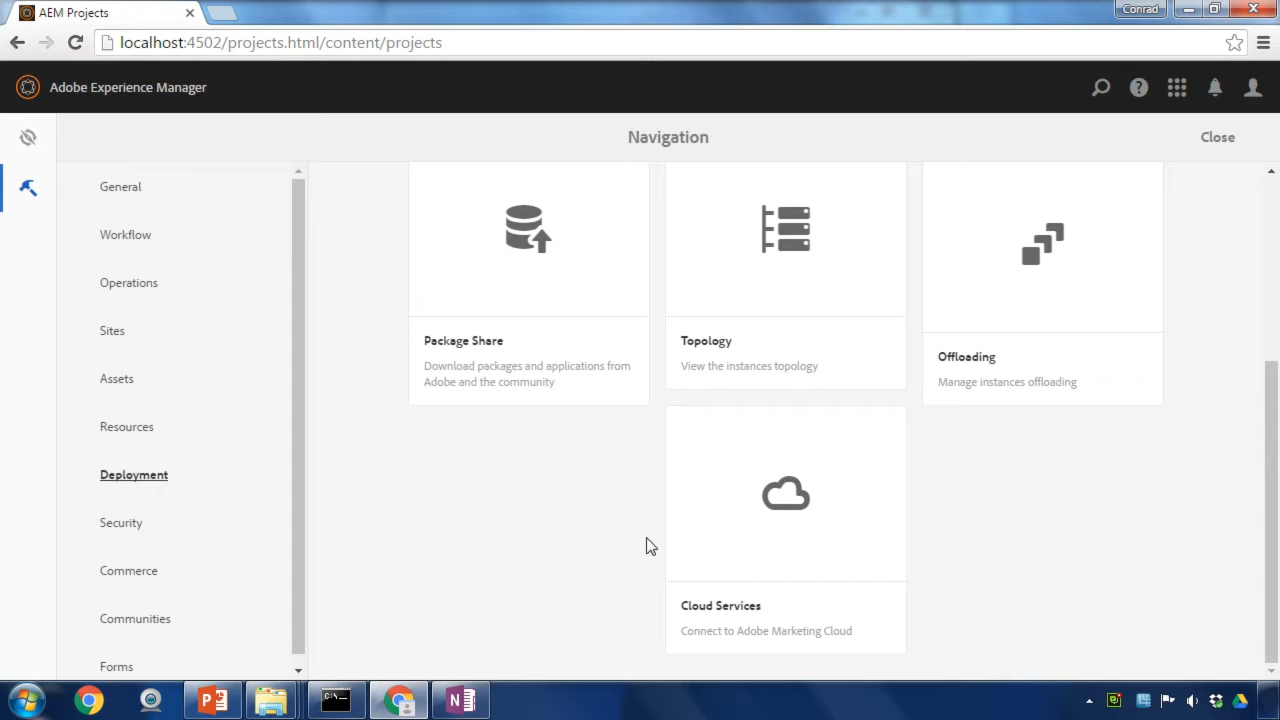 AEM Projects
Conrad
localhost:4502/projects.html/content/projects
Adobe Experience Manager
Navigation
Close
General
Workflow
Operations
Sites
Assets
Resources
Deployment
Security
Commerce
Communities
Forms
Package Share
Download packages and applications from
Adobe and the community
Topology
View the instances topology
Offloading
Manage instances offloading
Cloud Services
Connect to Adobe Marketing Cloud